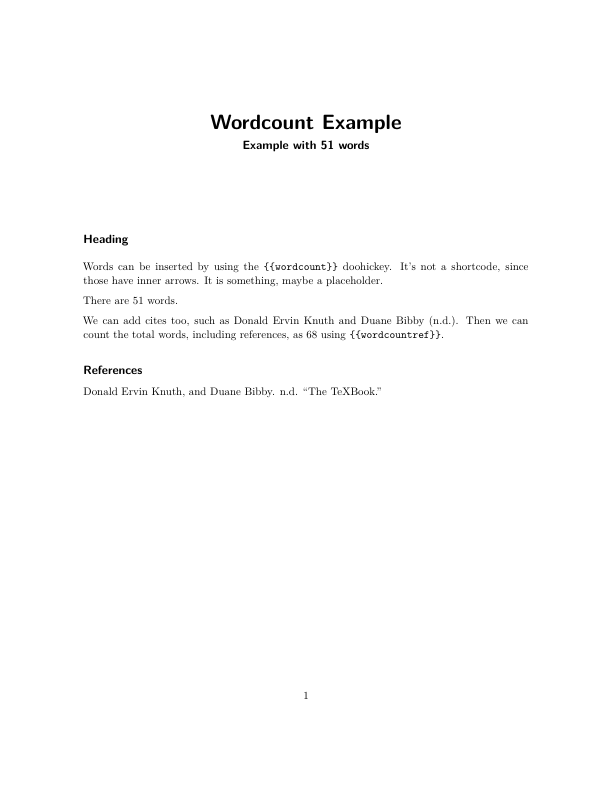 Wordcount Example
Example with 51 words
Heading
Words can be inserted by using the {{wordcount}} doohickey. It's not a shortcode, since
those have inner arrows. It is something, maybe a placeholder.
There are 51 words.
We can add cites too, such as Donald Ervin Knuth and Duane Bibby (n.d.). Then we can
count the total words, including references, as 68 using {{wordcountref}}.
References
Donald Ervin Knuth, and Duane Bibby. n.d. “The TeXBook.”
1